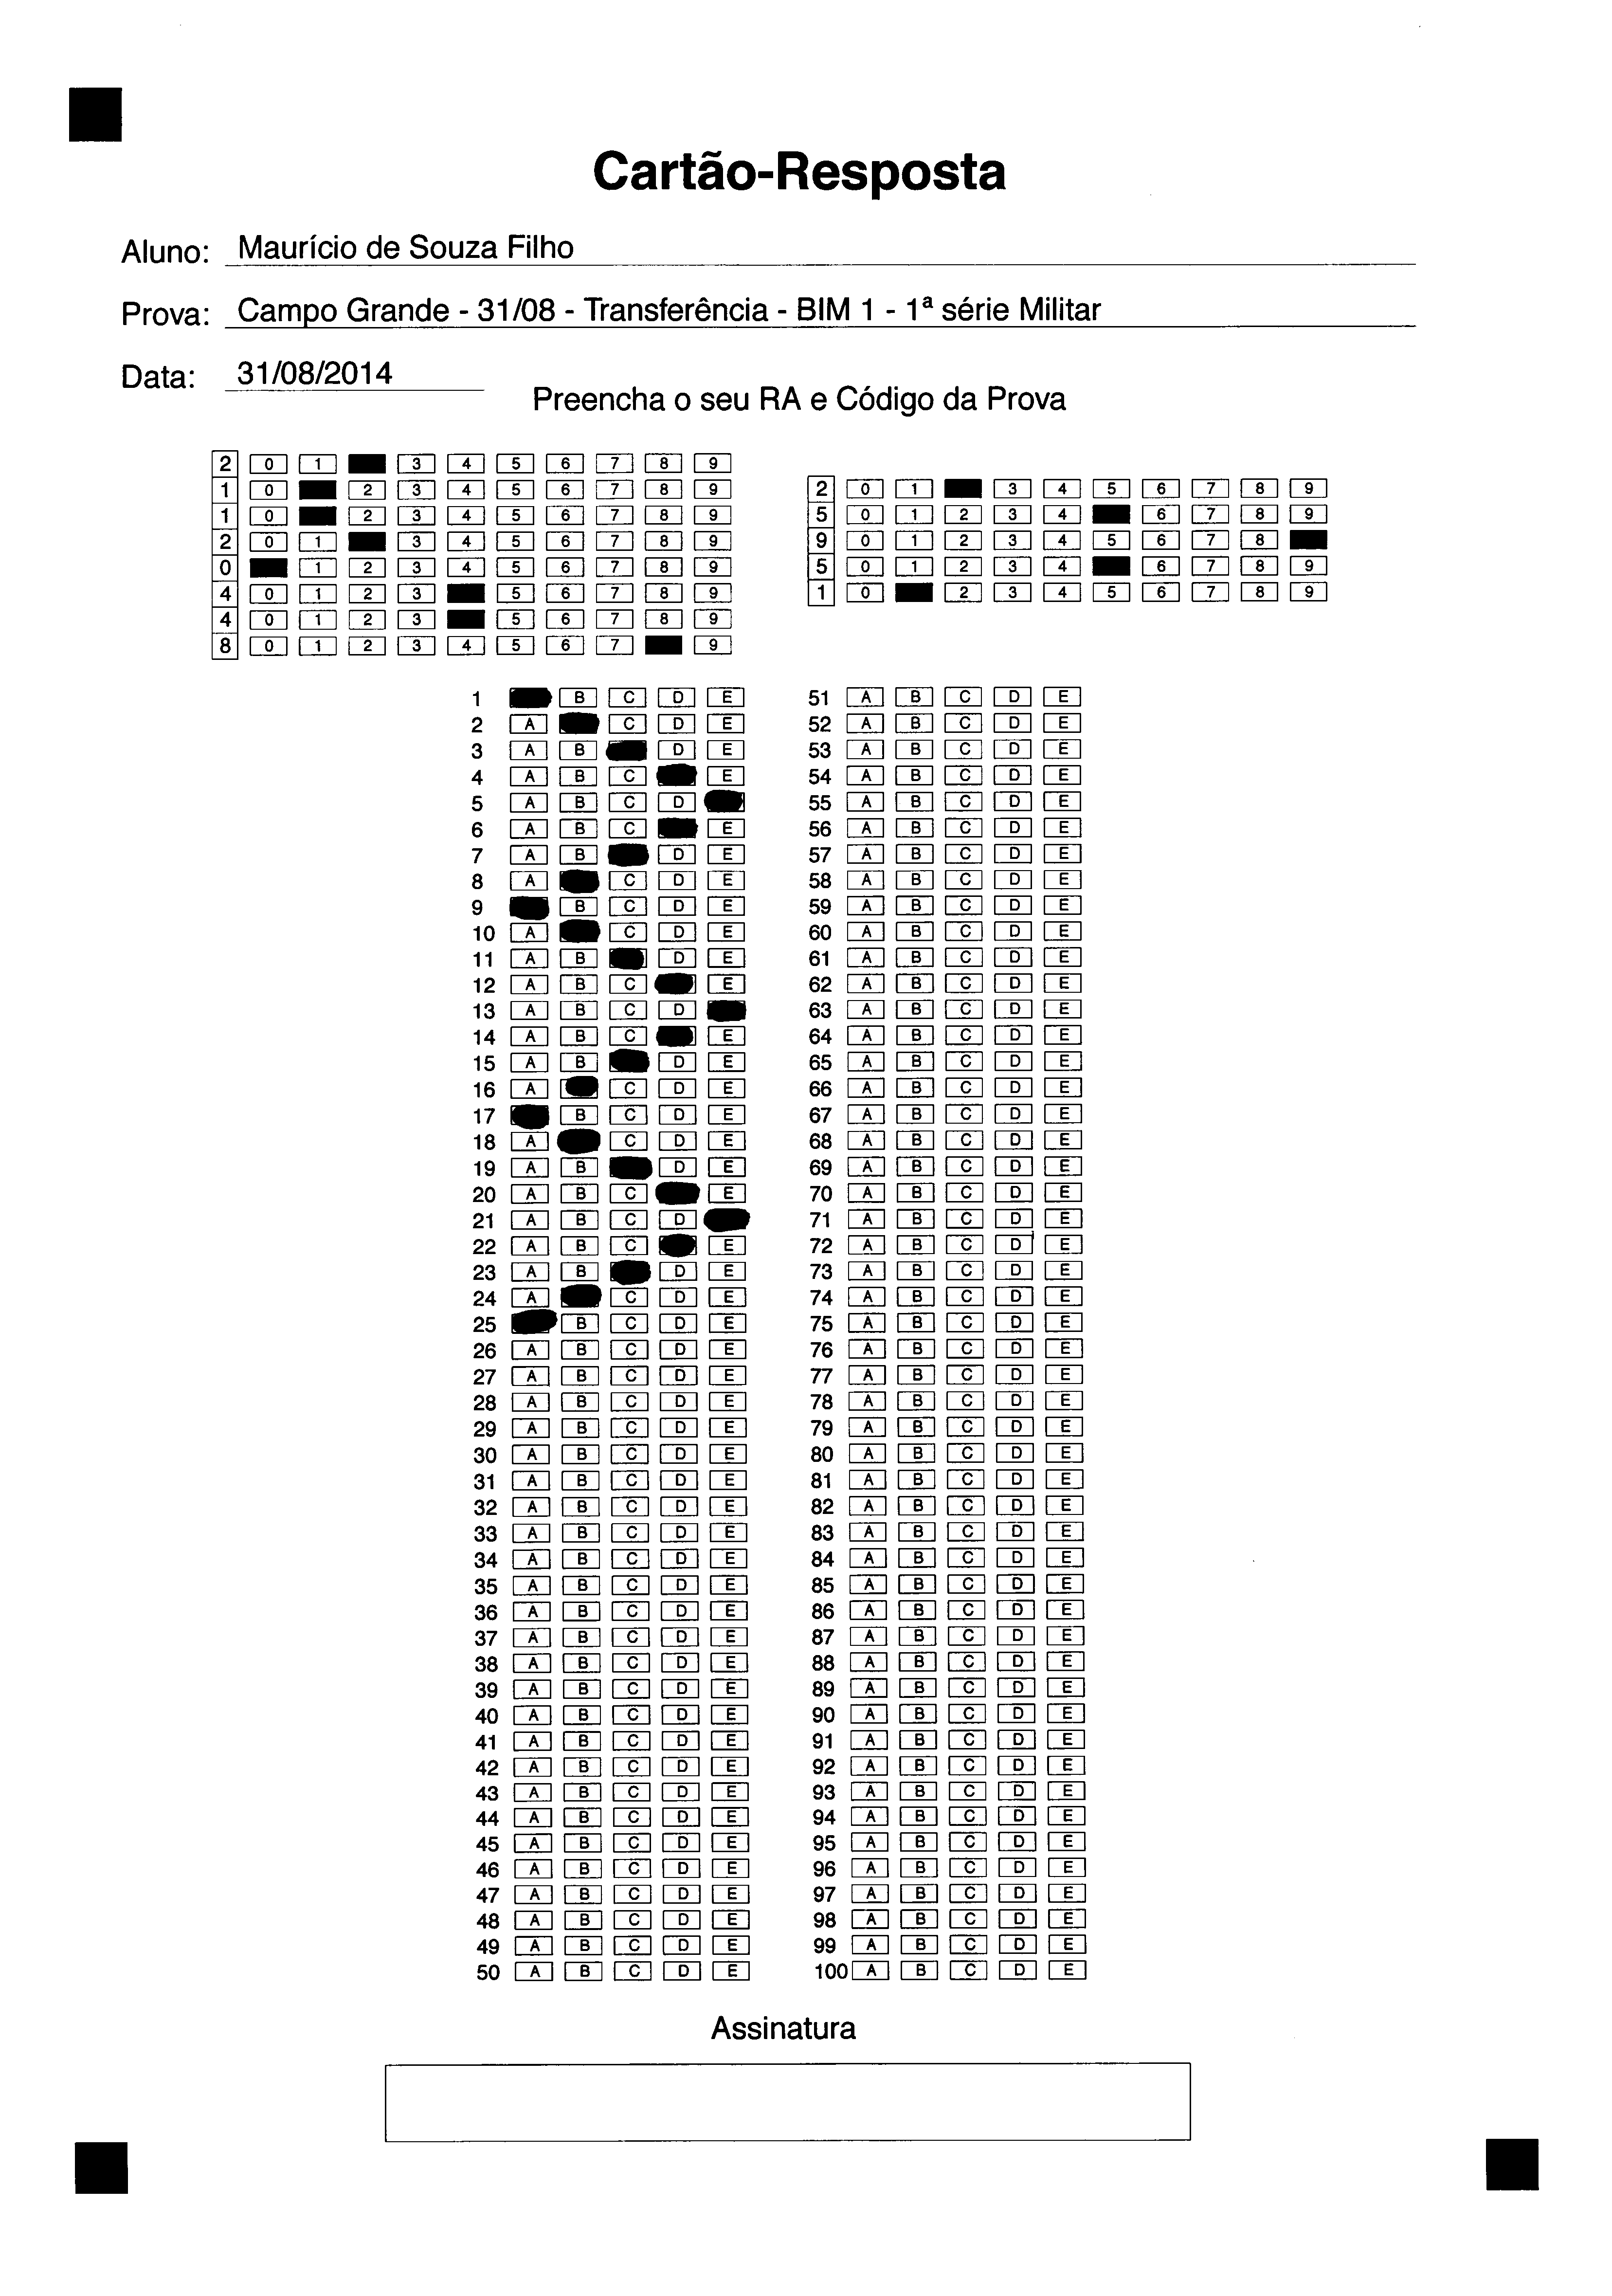 Cartão-Resposta
Aluno: Maurício de Souza Filho
Prova: Campo Grande - 31/08 - Transferência - BIM 1 - 1ª série Militar
Data: 31/08/2014
Preencha o seu RA e Código da Prova
2 0 1 3 4 5 6 7 8 9
1 0 2 3 4 5 6 7 8 9
1 0 2 3 4 5 6 7 8 9
2 0 1 3 4 5 6 7 8 9
0 1 2 3 4 5 6 7 8 9
4 0 1 2 3 5 6 7 8 9
4 0 1 2 3 5 6 7 8 9
8 0 1 2 3 4 5 6 7 9
2 0 1 3 4 5 6 7 8 9
5 0 1 2 3 4 6 7 8 9
9 0 1 2 3 4 5 6 7 8
5 0 1 2 3 4 6 7 8 9
1 0 2 3 4 5 6 7 8 9
1 B C D E
2 A C D E
3 A B D E
4 A B C E
5 A B C D
6 A B C E
7 A B D E
8 A C D E
9 B C D E
10 A C D E
11 A B D E
12 A B C E
13 A B C D
14 A B C E
15 A B D E
16 A C D E
17 B C D E
18 A C D E
19 A B D E
20 A B C E
21 A B C D
22 A B C E
23 A B D E
24 A C D E
25 B C D E
26 A B C D E
27 A B C D E
28 A B C D E
29 A B C D E
30 A B C D E
31 A B C D E
32 A B C D E
33 A B C D E
34 A B C D E
35 A B C D E
36 A B C D E
37 A B C D E
38 A B C D E
39 A B C D E
40 A B C D E
41 A B C D E
42 A B C D E
43 A B C D E
44 A B C D E
45 A B C D E
46 A B C D E
47 A B C D E
48 A B C D E
49 A B C D E
50 A B C D E
51 A B C D E
52 A B C D E
53 A B C D E
54 A B C D E
55 A B C D E
56 A B C D E
57 A B C D E
58 A B C D E
59 A B C D E
60 A B C D E
61 A B C D E
62 A B C D E
63 A B C D E
64 A B C D E
65 A B C D E
66 A B C D E
67 A B C D E
68 A B C D E
69 A B C D E
70 A B C D E
71 A B C D E
72 A B C D E
73 A B C D E
74 A B C D E
75 A B C D E
76 A B C D E
77 A B C D E
78 A B C D E
79 A B C D E
80 A B C D E
81 A B C D E
82 A B C D E
83 A B C D E
84 A B C D E
85 A B C D E
86 A B C D E
87 A B C D E
88 A B C D E
89 A B C D E
90 A B C D E
91 A B C D E
92 A B C D E
93 A B C D E
94 A B C D E
95 A B C D E
96 A B C D E
97 A B C D E
98 A B C D E
99 A B C D E
100 A B C D E
Assinatura